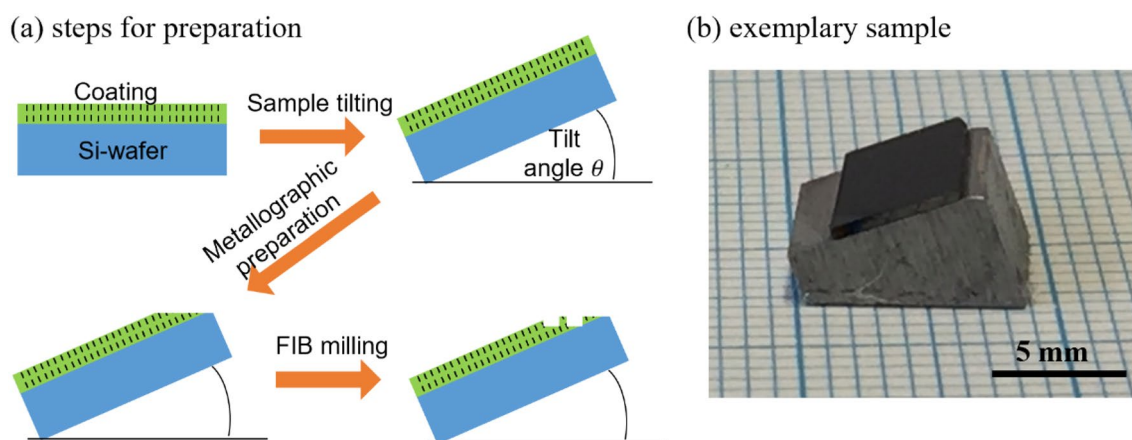 (a) steps for preparation
(b) exemplary sample
Coating
Si-wafer
Sample tilting
Tilt
angle θ
Metallographic
preparation
FIB milling
5 mm